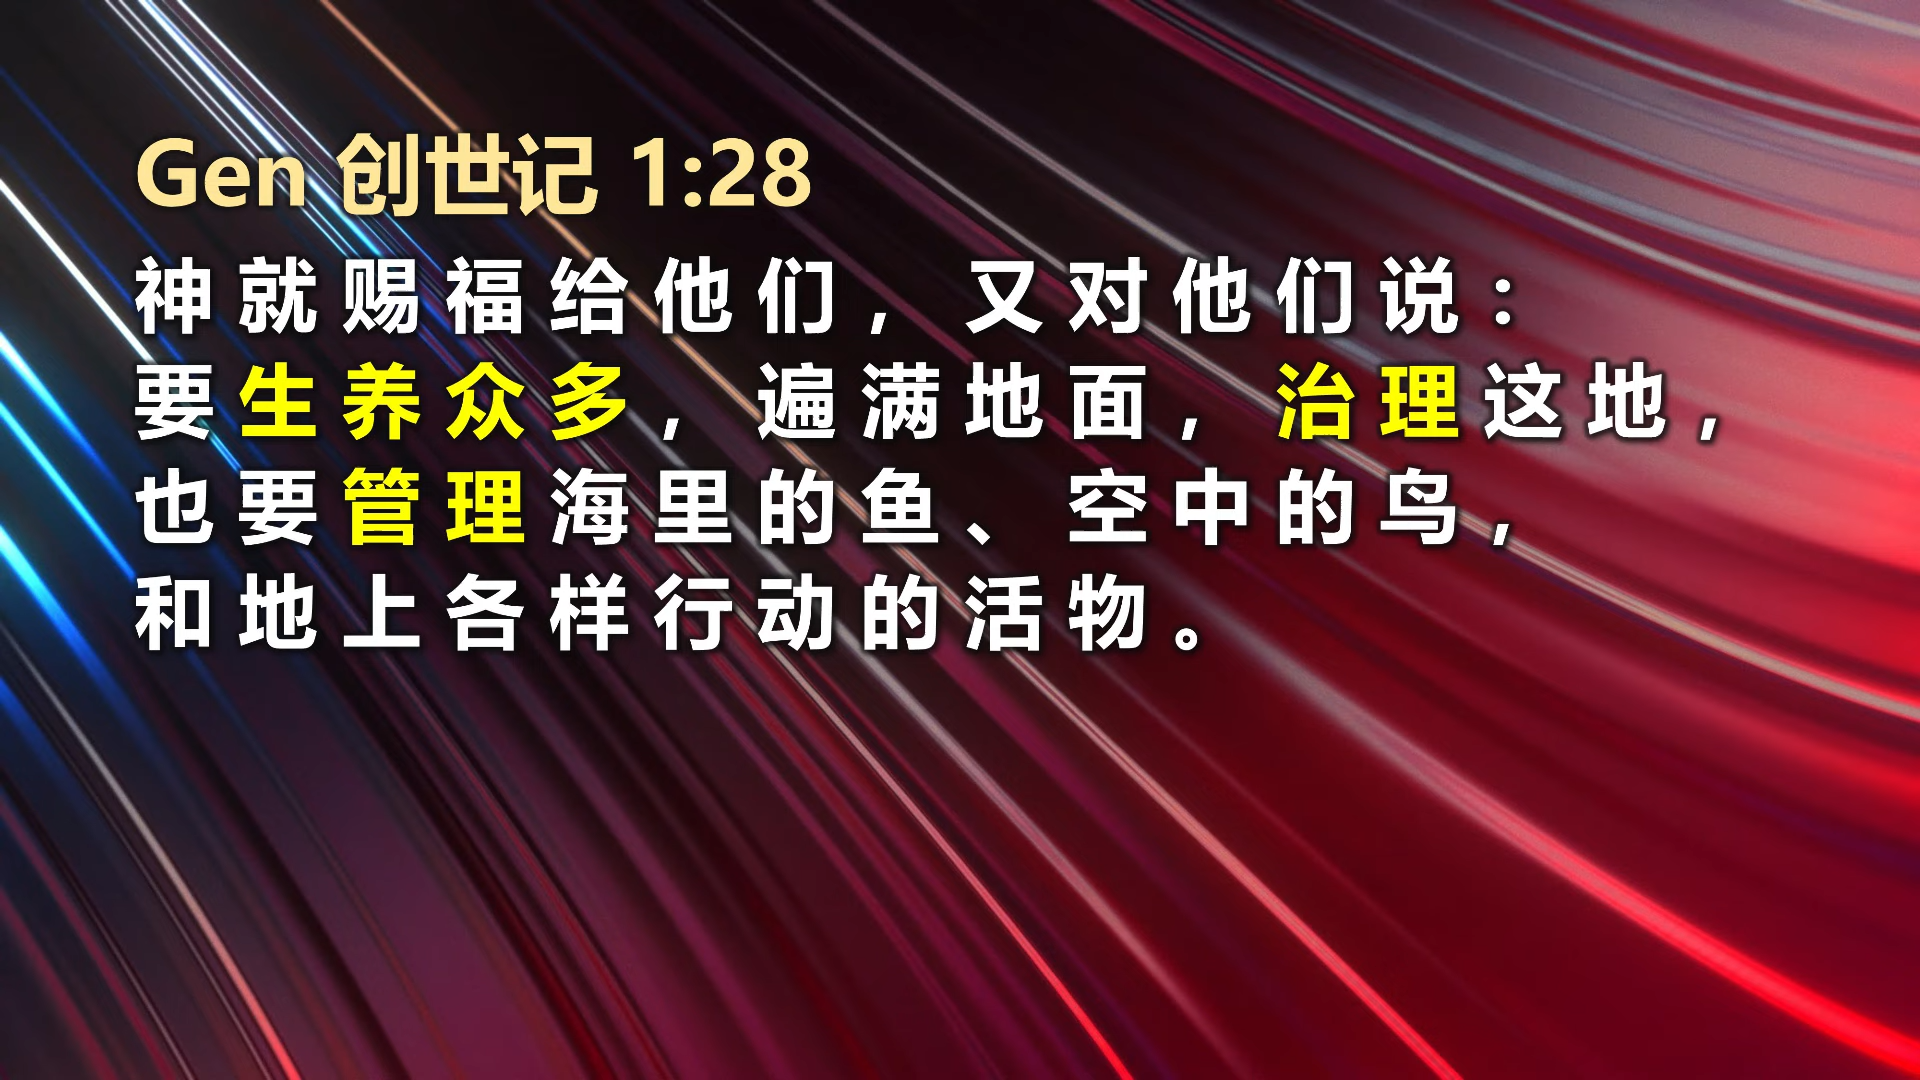 Gen 创世记 1:28
神就赐福给他们，又对他们说：
要生养众多，遍满地面，治理这地，
也要管理海里的鱼、空中的鸟，
和地上各样行动的活物。